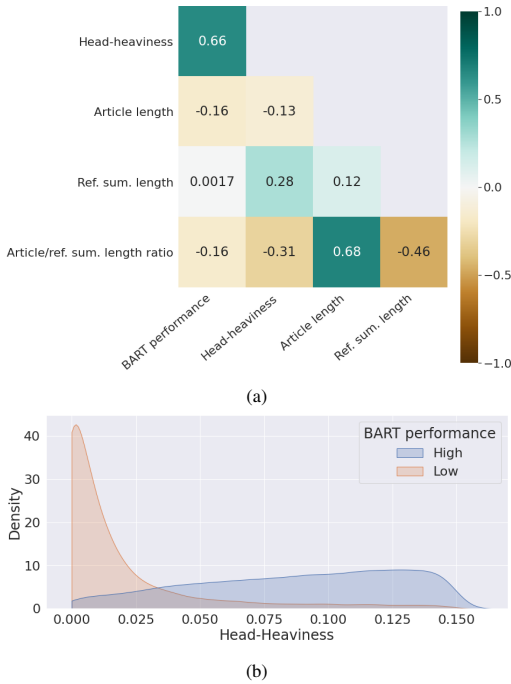 Head-heaviness 0.66
Article length -0.16 -0.13
Ref. sum. length 0.0017 0.28 0.12
Article/ref. sum. length ratio -0.16 -0.31 0.68 -0.46
BART performance
Head-heaviness
Article length
Ref. sum. length
1.0
0.5
0.0
−0.5
−1.0
(a)
BART performance
High
Low
Density
40
30
20
10
0
0.000 0.025 0.050 0.075 0.100 0.125 0.150
Head-Heaviness
(b)